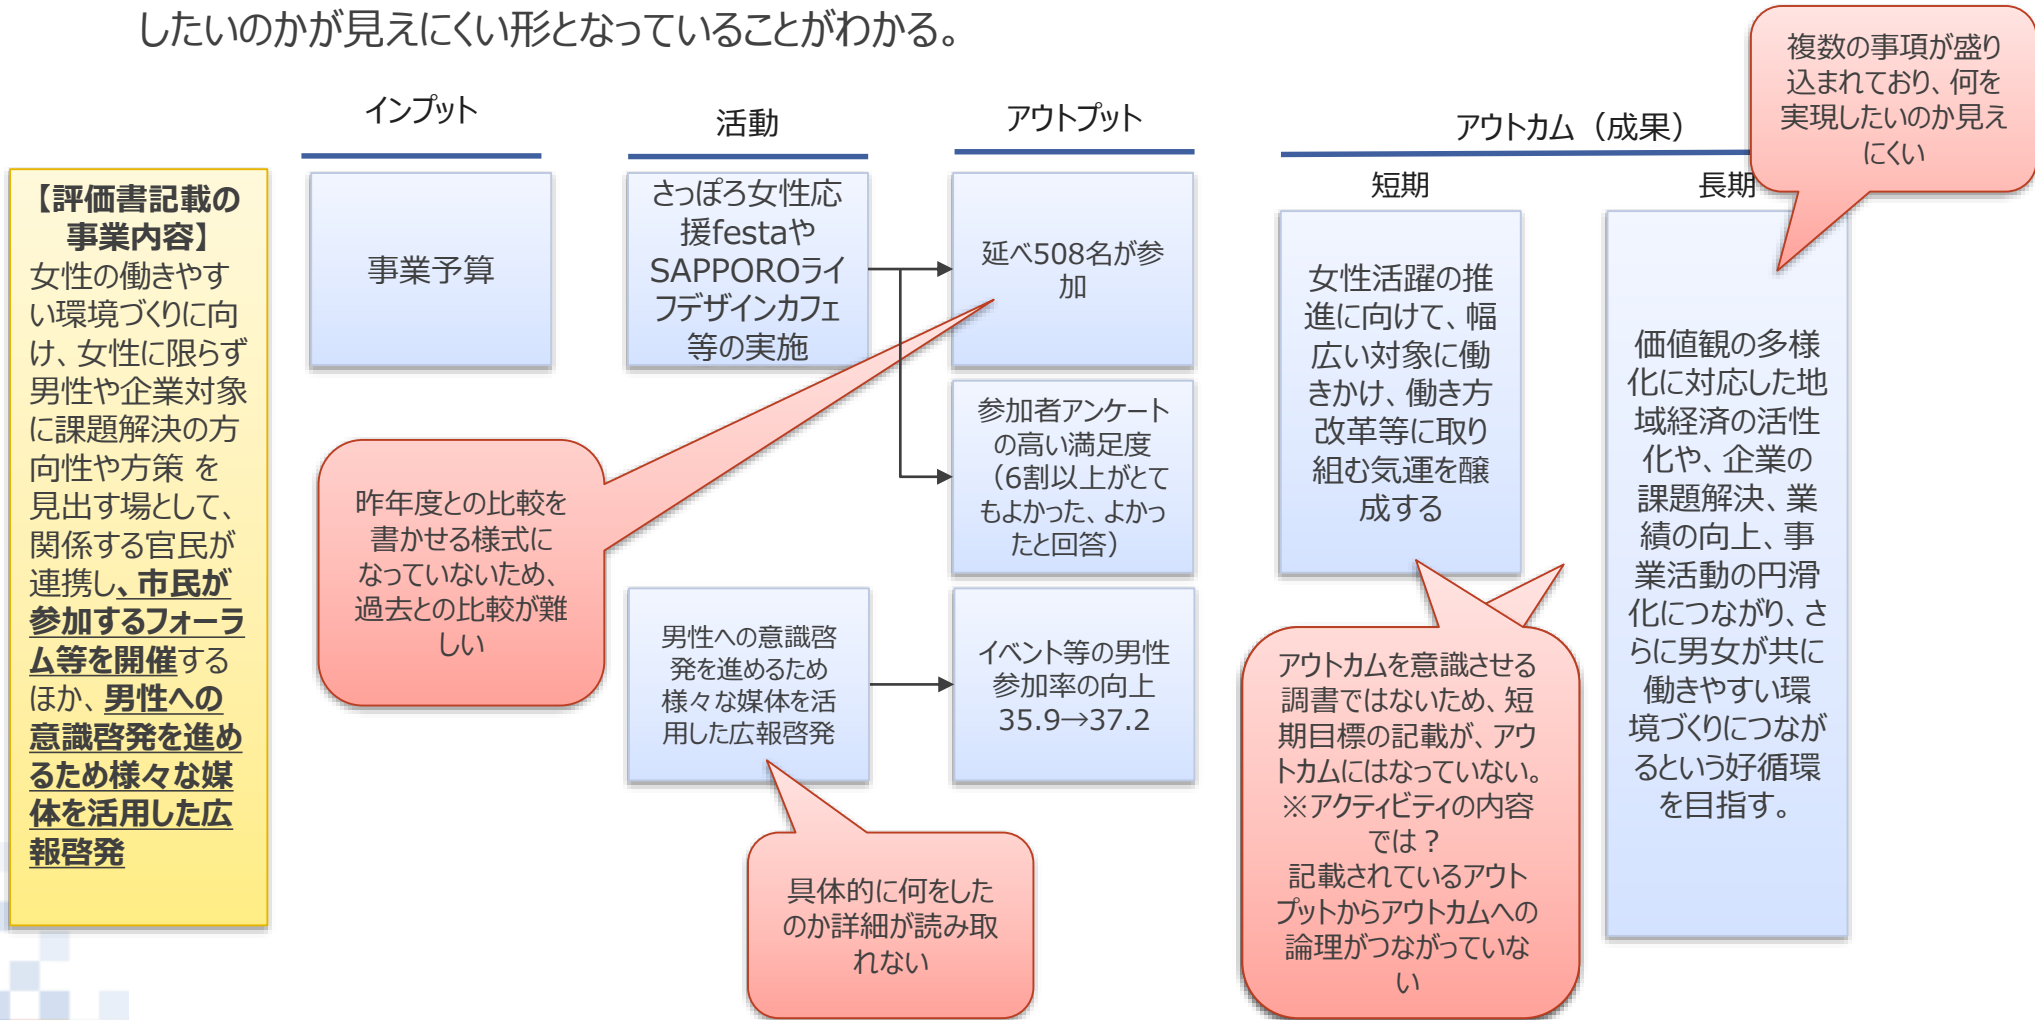 したいのかが見えにくい形となっていることがわかる。
インプット
活動
アウトプット
アウトカム（成果）
短期
長期
【評価書記載の
事業内容】
女性の働きやす
い環境づくりに向
け、女性に限らず
男性や企業対象
に課題解決の方
向性や方策 を
見出す場として、
関係する官民が
連携し、市民が
参加するフォーラ
ム等を開催する
ほか、男性への
意識啓発を進め
るため様々な媒
体を活用した広
報啓発
事業予算
さっぽろ女性応
援festaや
SAPPOROライ
フデザインカフェ
等の実施
延べ508名が参
加
参加者アンケート
の高い満足度
（6割以上がとて
もよかった、よかっ
たと回答）
男性への意識啓
発を進めるため
様々な媒体を活
用した広報啓発
イベント等の男性
参加率の向上
35.9→37.2
女性活躍の推
進に向けて、幅
広い対象に働
きかけ、働き方
改革等に取り
組む気運を醸
成する
価値観の多様
化に対応した地
域経済の活性
化や、企業の
課題解決、業
績の向上、事
業活動の円滑
化につながり、さ
らに男女が共に
働きやすい環
境づくりにつなが
るという好循環
を目指す。
複数の事項が盛り
込まれており、何を
実現したいのか見え
にくい
昨年度との比較を
書かせる様式に
なっていないため、
過去との比較が難
しい
具体的に何をした
のか詳細が読み取
れない
アウトカムを意識させる
調書ではないため、短
期目標の記載が、アウ
トカムにはなっていない。
※アクティビティの内容
では？
記載されているアウト
プットからアウトカムへの
論理がつながっていな
い